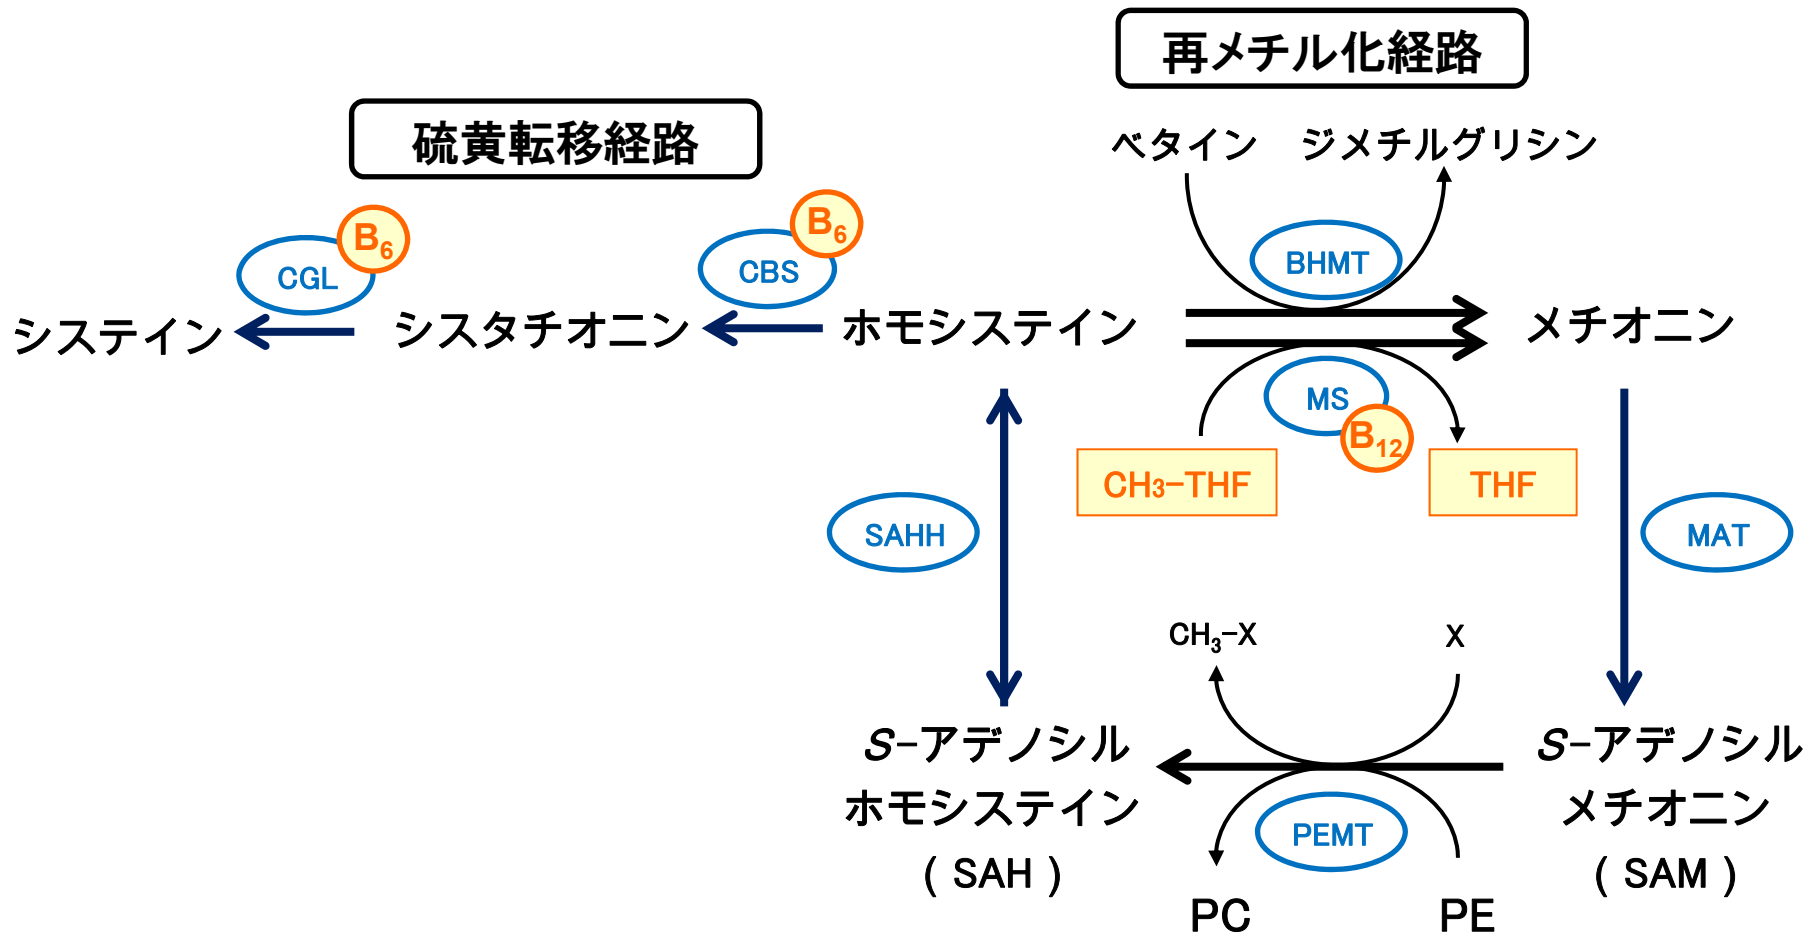 再メチル化経路
硫黄転移経路
ベタイン
ジメチルグリシン
B6
B6
CGL
CBS
BHMT
システイン
シスタチオニン
ホモシステイン
メチオニン
MS
B12
CH3-THF
THF
SAHH
MAT
CH3-X
X
S-アデノシル
ホモシステイン
( SAH )
S-アデノシル
メチオニン
( SAM )
PEMT
PC
PE